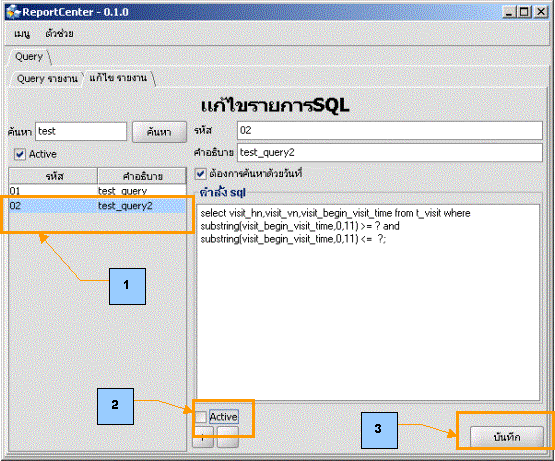 ReportCenter - 0.1.0
เมนู ตัวช่วย
Query
Query รายงาน แก้ไข รายงาน
แก้ไขรายการSQL
ค้นหา test ค้นหา
Active
รหัส คำอธิบาย
01 test_query
02 test_query2
รหัส 02
คำอธิบาย test_query2
ต้องการค้นหาด้วยวันที่
คำสั่ง sql
select visit_hn,visit_vn,visit_begin_visit_time from t_visit where
substring(visit_begin_visit_time,0,11) >= ? and
substring(visit_begin_visit_time,0,11) <= ?;
1
2
Active
3
บันทึก